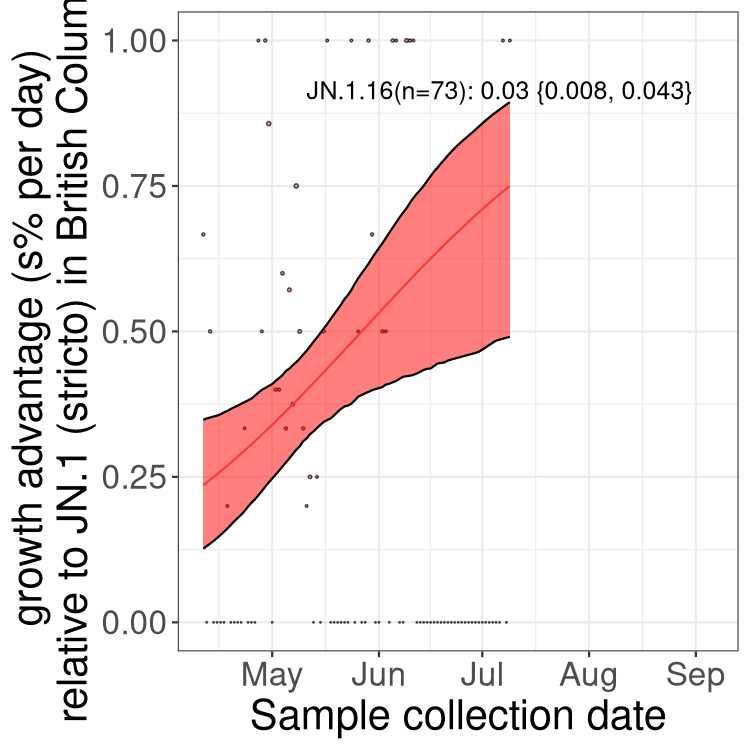 growth advantage (s% per day)
relative to JN.1 (stricto) in British Colum
1.00
0.75
0.50
0.25
0.00
JN.1.16(n=73): 0.03 {0.008, 0.043}
May Jun Jul Aug Sep
Sample collection date